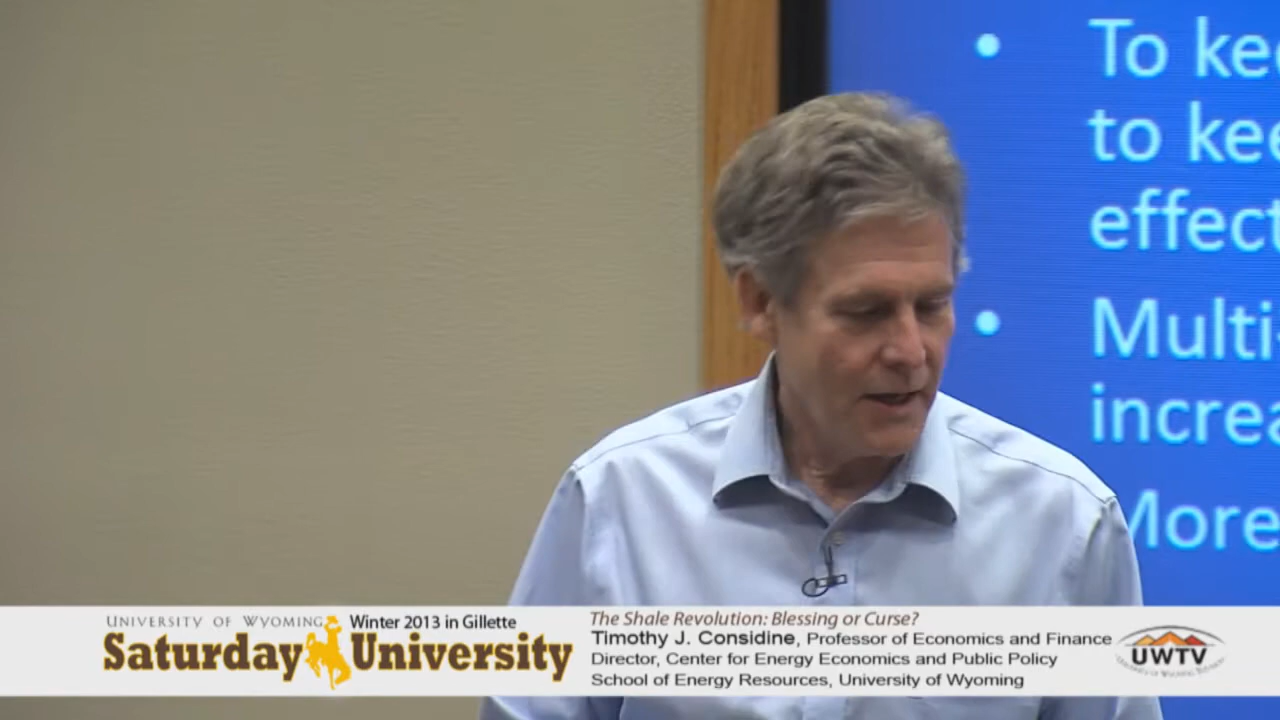 • To kee
to kee
effect
• Multi-
increa
More
UNIVERSITY OF WYOMING Winter 2013 in Gillette
Saturday University
The Shale Revolution: Blessing or Curse?
Timothy J. Considine, Professor of Economics and Finance
Director, Center for Energy Economics and Public Policy
School of Energy Resources, University of Wyoming
UWTV